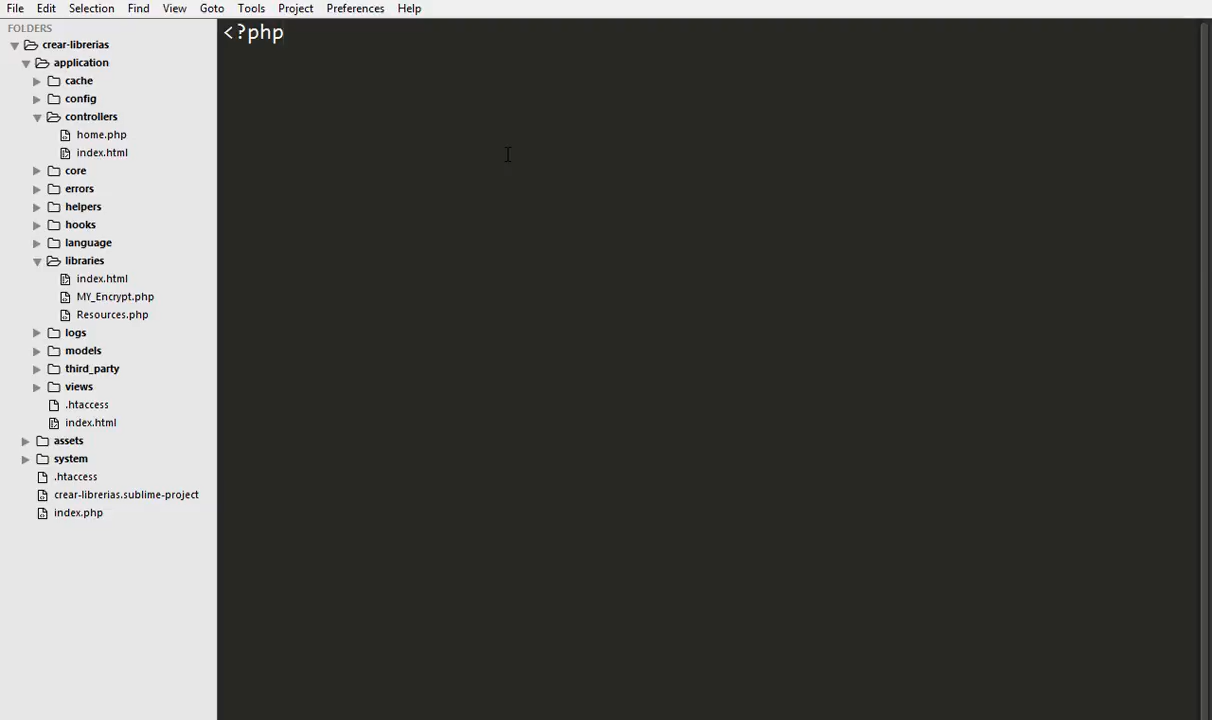 File Edit Selection Find View Goto Tools Project Preferences Help
FOLDERS
crear-librerias
application
cache
config
controllers
home.php
index.html
core
errors
helpers
hooks
language
libraries
index.html
MY_Encrypt.php
Resources.php
logs
models
third_party
views
.htaccess
index.html
assets
system
.htaccess
crear-librerias.sublime-project
index.php
<?php